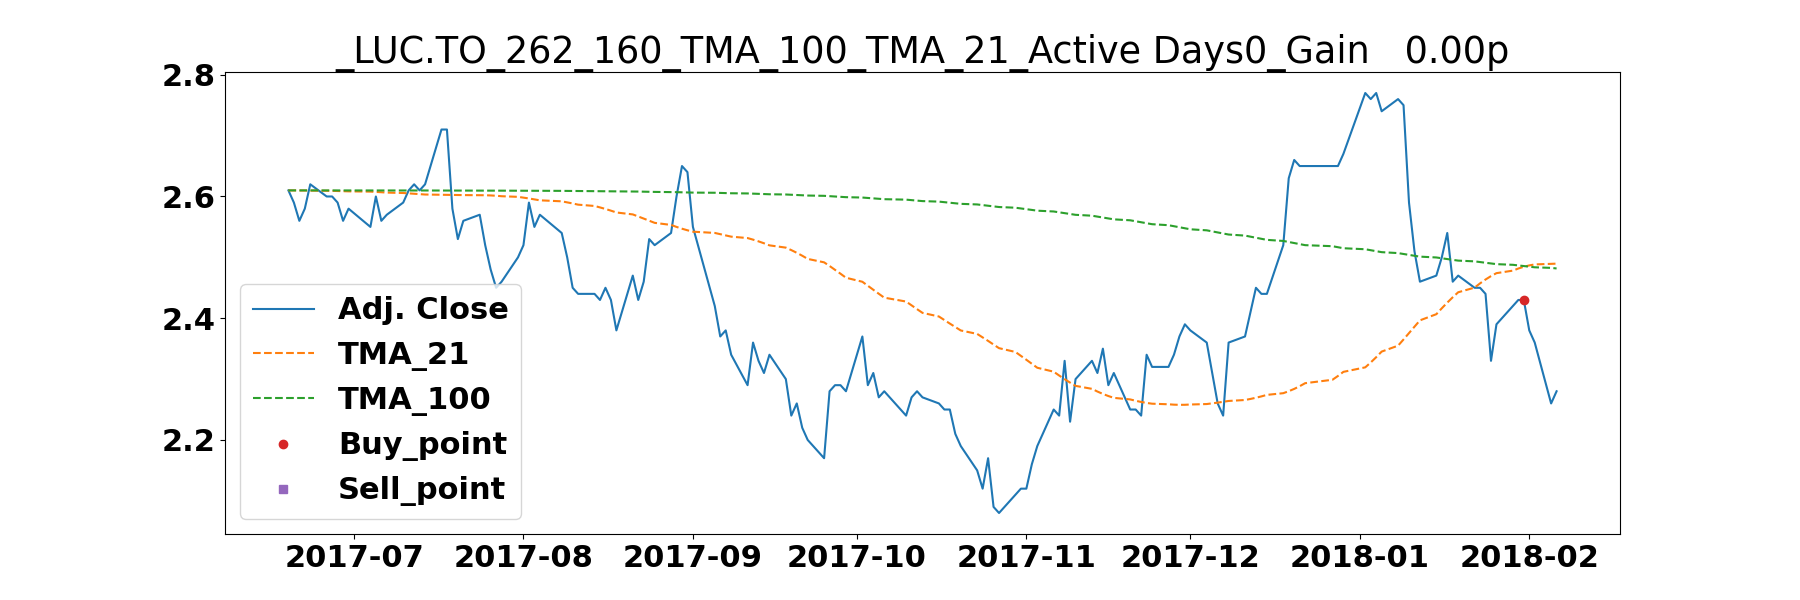 _LUC.TO_262_160_TMA_100_TMA_21_Active Days0_Gain   0.00p
2.8
2.6
2.4
2.2
Adj. Close
TMA_21
TMA_100
Buy_point
Sell_point
2017-07 2017-08 2017-09 2017-10 2017-11 2017-12 2018-01 2018-02